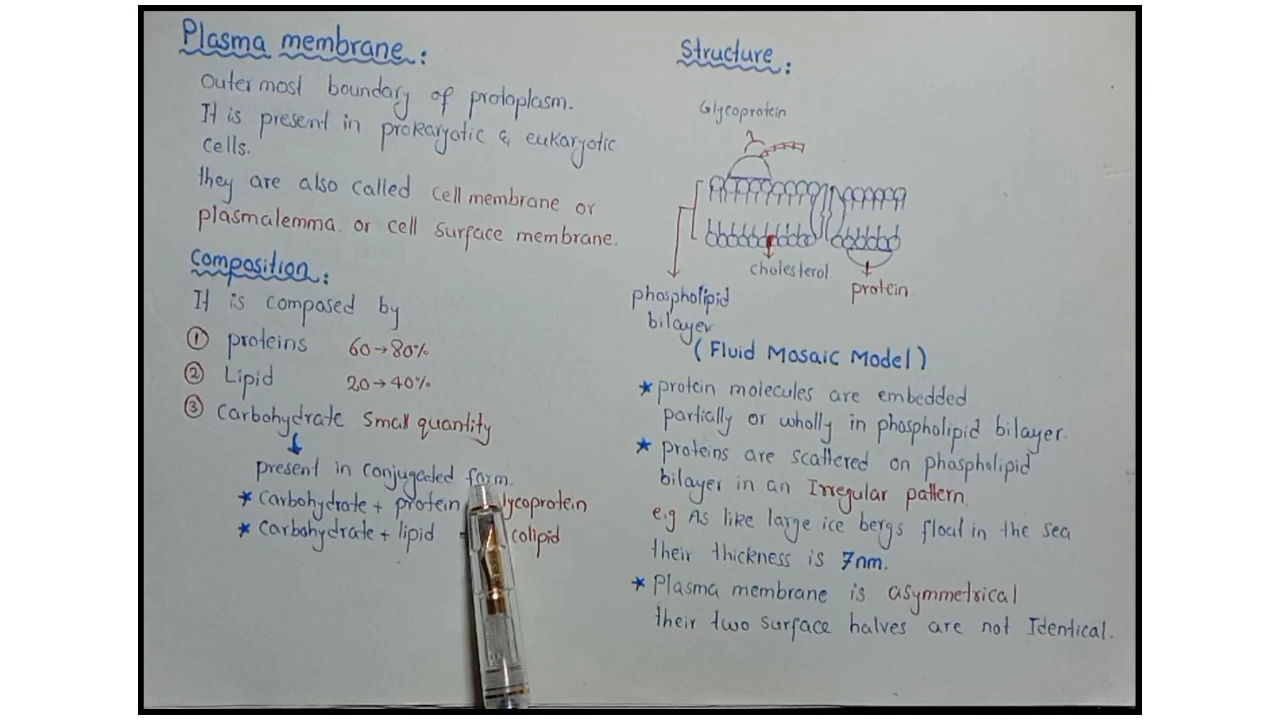 Plasma membrane:
Outermost boundary of protoplasm.
It is present in prokaryotic & eukaryotic
cells.
they are also called cell membrane or
plasmalemma. or cell surface membrane.
Composition:
It is composed by
① proteins 60→80%
② Lipid 20→40%
③ Carbohydrate small quantity
present in conjugaded form.
* Carbohydrate + protein lycoprotein
* Carbohydrate + lipid colipid
Structure:
Glycoprotein
cholesterol
protein
phospholipid
bilayer
(Fluid Mosaic Model)
* protein molecules are embedded
partially or wholly in phospholipid bilayer.
* proteins are scattered on phospholipid
bilayer in an Irregular pattern.
e.g As like large ice bergs float in the sea
their thickness is 7nm.
* Plasma membrane is asymmetrical
their two surface halves are not Identical.